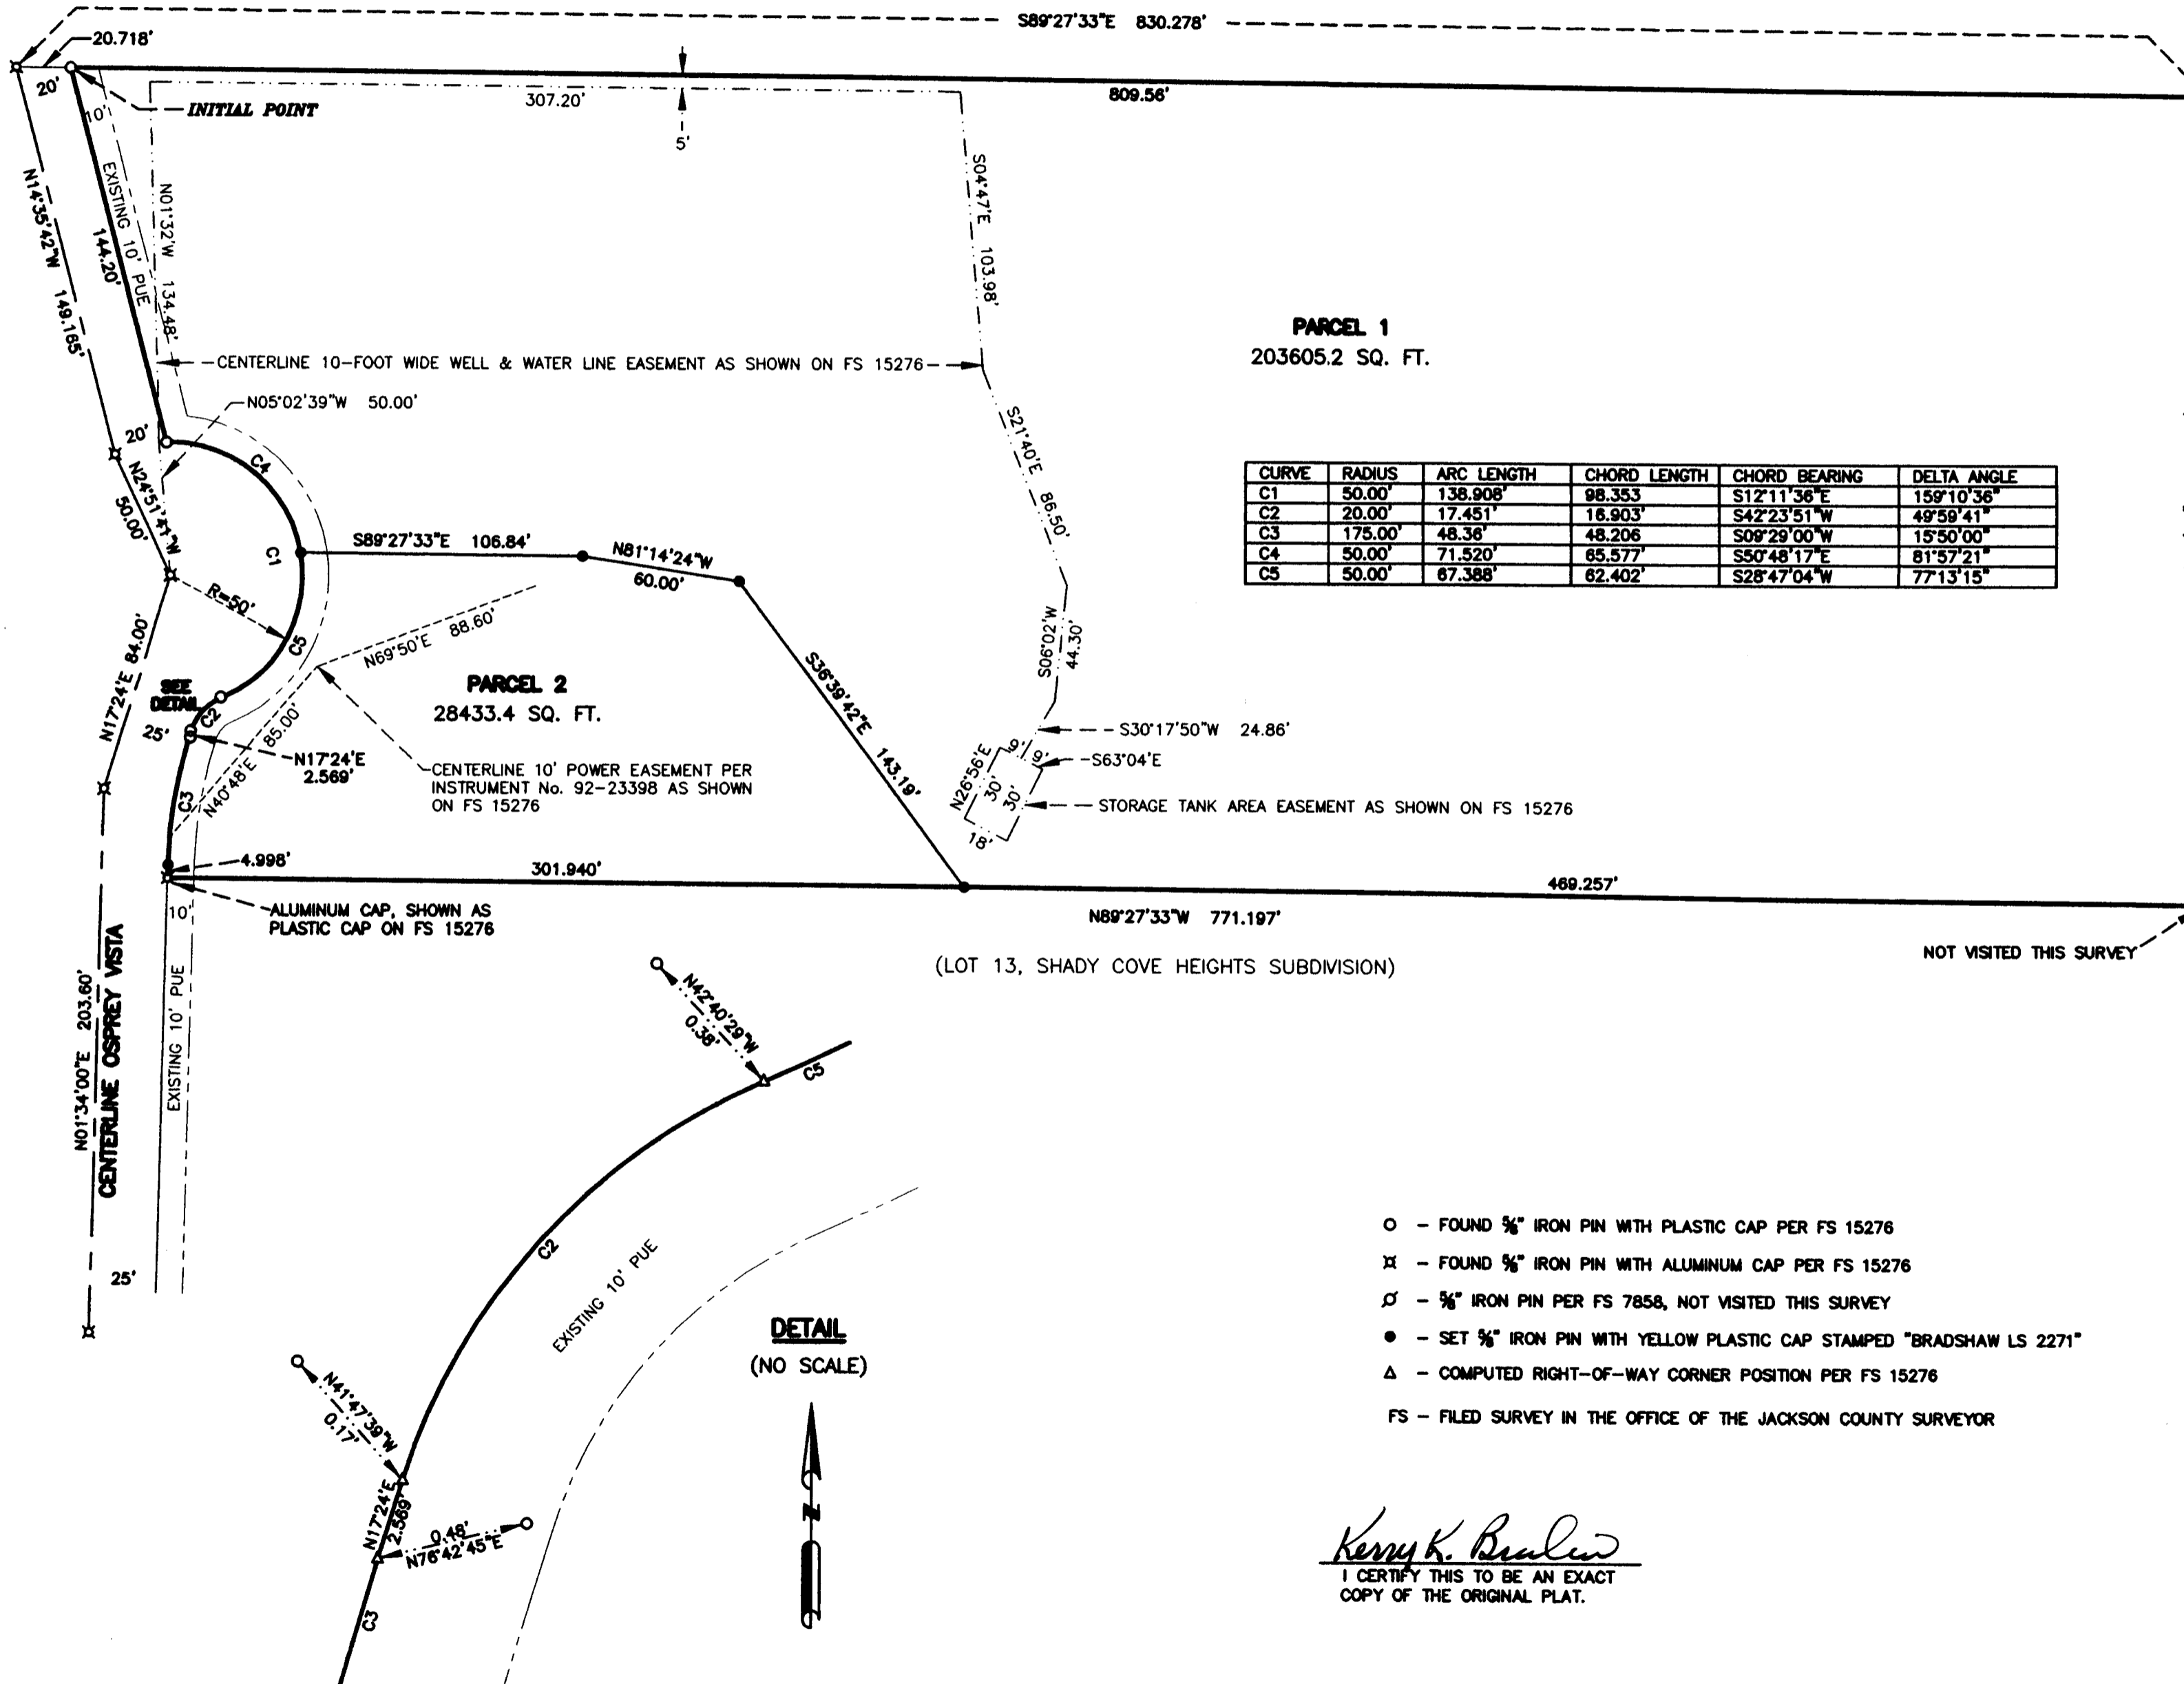 S89°27'33"E 830.278'
20.718'
20'
10'
INITIAL POINT
307.20'
5'
809.56'
N14°35'42"W 149.165'
144.20'
EXISTING 10' PUE
N01°32'W 134.48'
S04°47'E 103.98'
PARCEL 1
203605.2 SQ. FT.
CENTERLINE 10-FOOT WIDE WELL & WATER LINE EASEMENT AS SHOWN ON FS 15276
N05°02'39"W 50.00'
20'
N24°51'41"W
50.00'
C4
C1
S21°40'E 86.50'
CURVE RADIUS ARC LENGTH CHORD LENGTH CHORD BEARING DELTA ANGLE
C1 50.00' 138.908' 98.353 S12°11'36"E 159°10'36"
C2 20.00' 17.451' 16.903' S42°23'51"W 49°59'41"
C3 175.00' 48.36' 48.206 S09°29'00"W 15°50'00"
C4 50.00' 71.520' 65.577' S50°48'17"E 81°57'21"
C5 50.00' 67.388' 62.402' S28°47'04"W 77°13'15"
S89°27'33"E 106.84'
N81°14'24"W
60.00'
R=50'
C5
N69°50'E 88.60'
S06°02'W
44.30'
N17°24'E 84.00'
SEE
DETAIL
C2
25'
PARCEL 2
28433.4 SQ. FT.
S36°39'42"E 143.19'
N17°24'E
2.569'
C3
N40°48'E 85.00'
CENTERLINE 10' POWER EASEMENT PER
INSTRUMENT No. 92-23398 AS SHOWN
ON FS 15276
S30°17'50"W 24.86'
9'
9'
S63°04'E
N26°56'E
30'
30'
18'
STORAGE TANK AREA EASEMENT AS SHOWN ON FS 15276
4.998'
301.940'
469.257'
ALUMINUM CAP, SHOWN AS
PLASTIC CAP ON FS 15276
10'
N89°27'33"W 771.197'
NOT VISITED THIS SURVEY
(LOT 13, SHADY COVE HEIGHTS SUBDIVISION)
N01°34'00"E 203.60'
CENTERLINE OSPREY VISTA
EXISTING 10' PUE
25'
N42°40'29"W
0.38'
C5
C2
EXISTING 10' PUE
DETAIL
(NO SCALE)
N
N41°47'39"W
0.17'
N17°24'E
2.569'
0.48'
N76°42'45"E
C3
– FOUND 5/8" IRON PIN WITH PLASTIC CAP PER FS 15276
– FOUND 5/8" IRON PIN WITH ALUMINUM CAP PER FS 15276
– 5/8" IRON PIN PER FS 7858, NOT VISITED THIS SURVEY
– SET 5/8" IRON PIN WITH YELLOW PLASTIC CAP STAMPED "BRADSHAW LS 2271"
– COMPUTED RIGHT-OF-WAY CORNER POSITION PER FS 15276
FS – FILED SURVEY IN THE OFFICE OF THE JACKSON COUNTY SURVEYOR
Kerry K.
I CERTIFY THIS TO BE AN EXACT
COPY OF THE ORIGINAL PLAT.